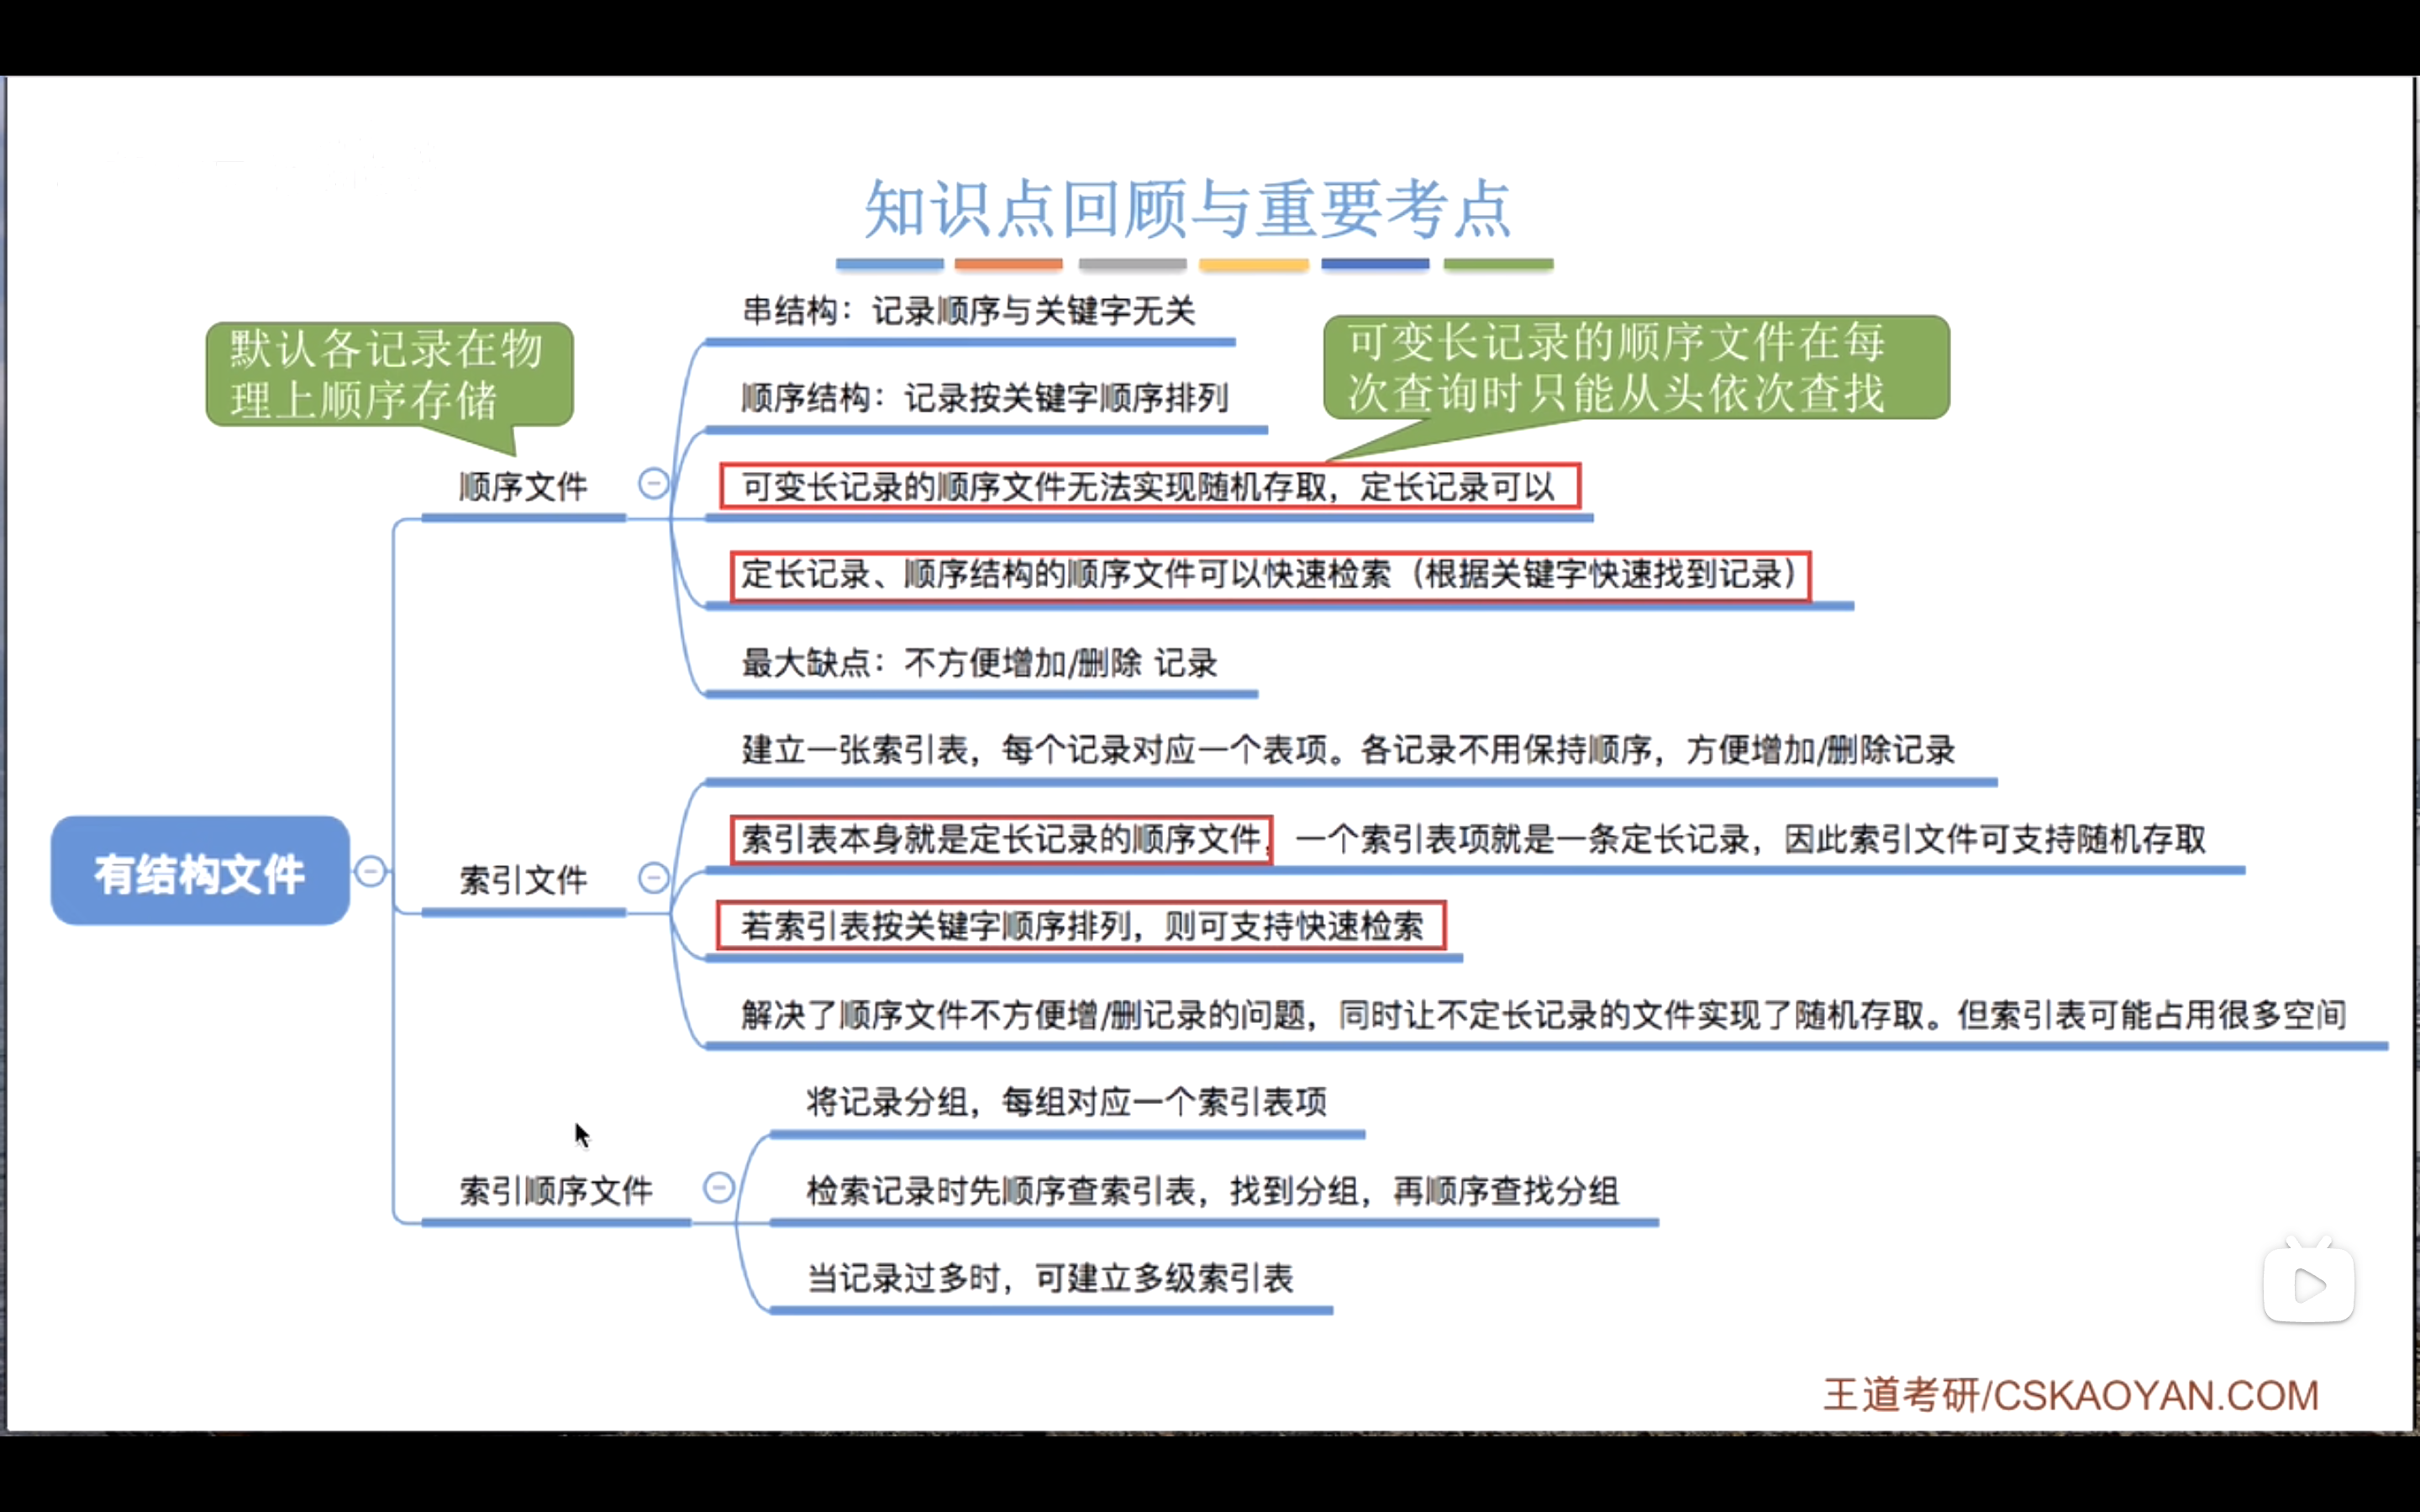 知识点回顾与重要考点
默认各记录在物
理上顺序存储
串结构：记录顺序与关键字无关
可变长记录的顺序文件在每
次查询时只能从头依次查找
顺序结构：记录按关键字顺序排列
顺序文件
可变长记录的顺序文件无法实现随机存取，定长记录可以
定长记录、顺序结构的顺序文件可以快速检索（根据关键字快速找到记录）
最大缺点：不方便增加/删除 记录
有结构文件
索引文件
建立一张索引表，每个记录对应一个表项。各记录不用保持顺序，方便增加/删除记录
索引表本身就是定长记录的顺序文件，一个索引表项就是一条定长记录，因此索引文件可支持随机存取
若索引表按关键字顺序排列，则可支持快速检索
解决了顺序文件不方便增/删记录的问题，同时让不定长记录的文件实现了随机存取。但索引表可能占用很多空间
索引顺序文件
将记录分组，每组对应一个索引表项
检索记录时先顺序查索引表，找到分组，再顺序查找分组
当记录过多时，可建立多级索引表
王道考研/CSKAOYAN.COM